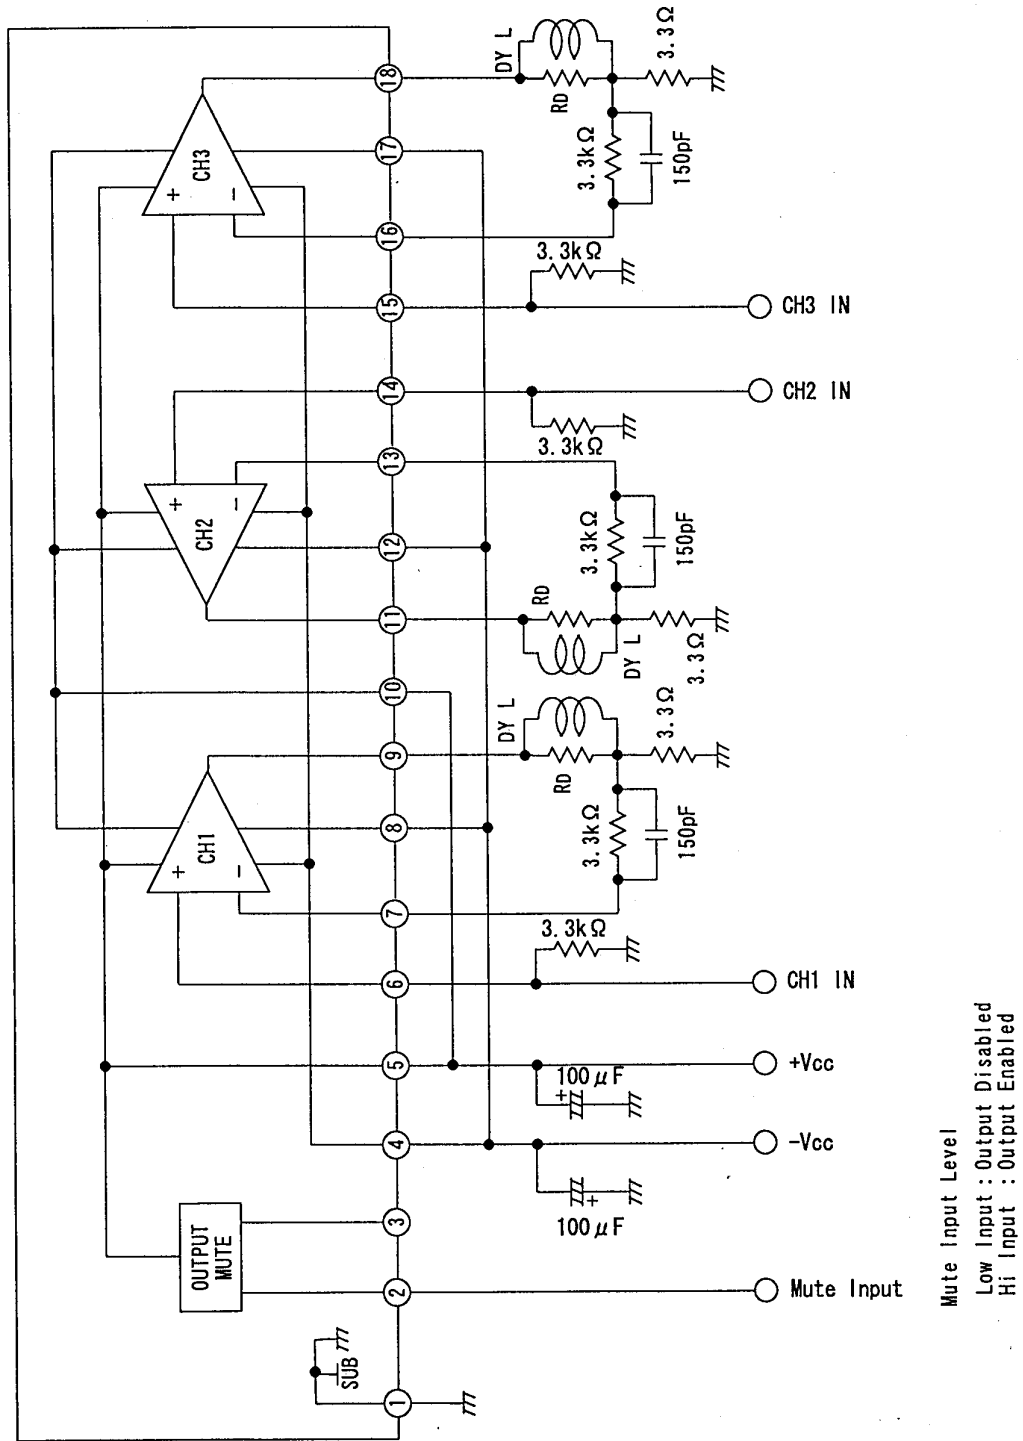 DY L
3.3Ω
18
RD
CH3
+
−
17
3.3kΩ
150pF
16
3.3kΩ
15
CH3 IN
14
CH2 IN
3.3kΩ
13
+
−
CH2
3.3kΩ
150pF
12
RD
11
DY L
3.3Ω
10
DY L
3.3Ω
9
RD
CH1
+
−
8
3.3kΩ
150pF
7
3.3kΩ
6
CH1 IN
5
+Vcc
100μF
+
4
-Vcc
+
100μF
OUTPUT
MUTE
3
2
Mute Input
SUB
1
Mute Input Level
Low Input : Output Disabled
Hi Input : Output Enabled